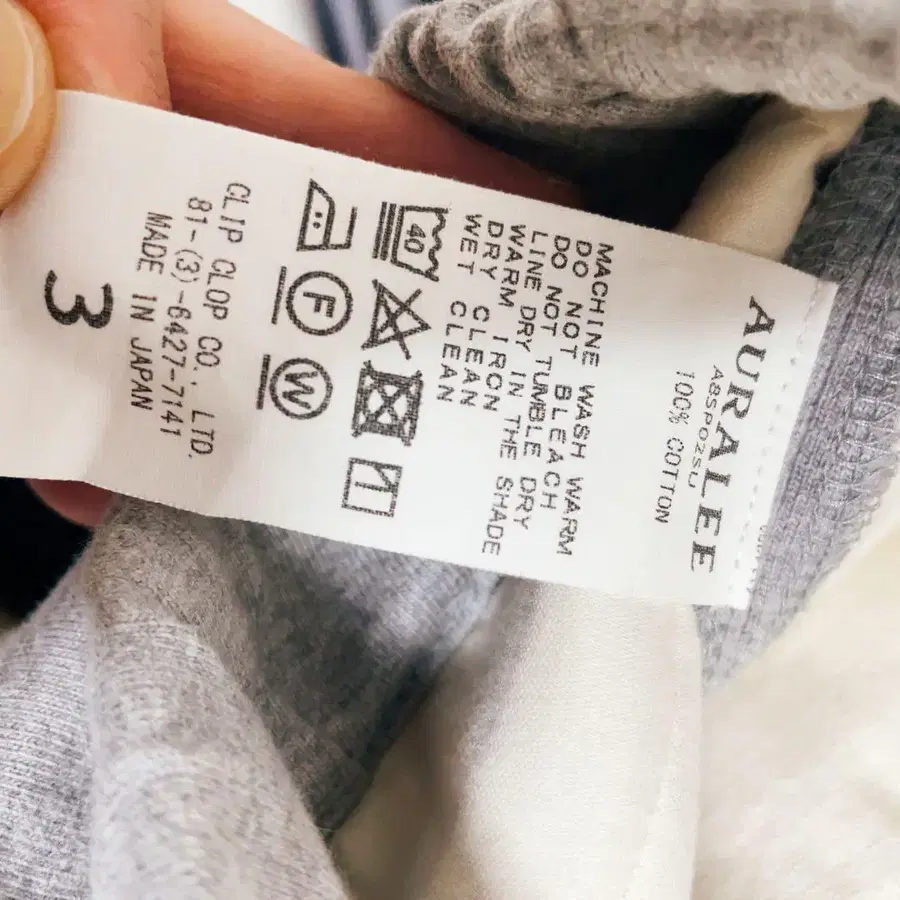 AURALEE
A8SP02SU
100% COTTON
MACHINE WASH WARM
DO NOT BLEACH
DO NOT TUMBLE DRY
LINE DRY IN THE SHADE
WARM IRON
DRY CLEAN
WET CLEAN
40
F
W
CLIP CLOP CO., LTD.
81-(3)-6427-7141
MADE IN JAPAN
3